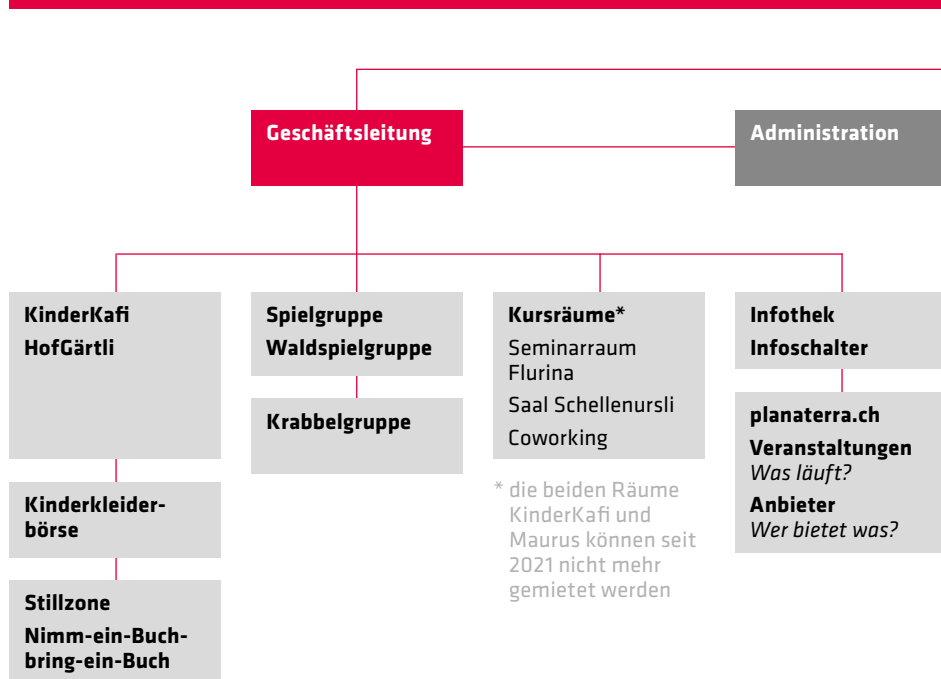 Geschäftsleitung
Administration
KinderKafi
HofGärtli
Spielgruppe
Waldspielgruppe
Kursräume*
Seminarraum
Flurina
Saal Schellenursli
Coworking
Infothek
Infoschalter
Krabbelgruppe
planaterra.ch
Veranstaltungen
Was läuft?
Anbieter
Wer bietet was?
Kinderkleider-
börse
* die beiden Räume
KinderKafi und
Maurus können seit
2021 nicht mehr
gemietet werden
Stillzone
Nimm-ein-Buch-
bring-ein-Buch